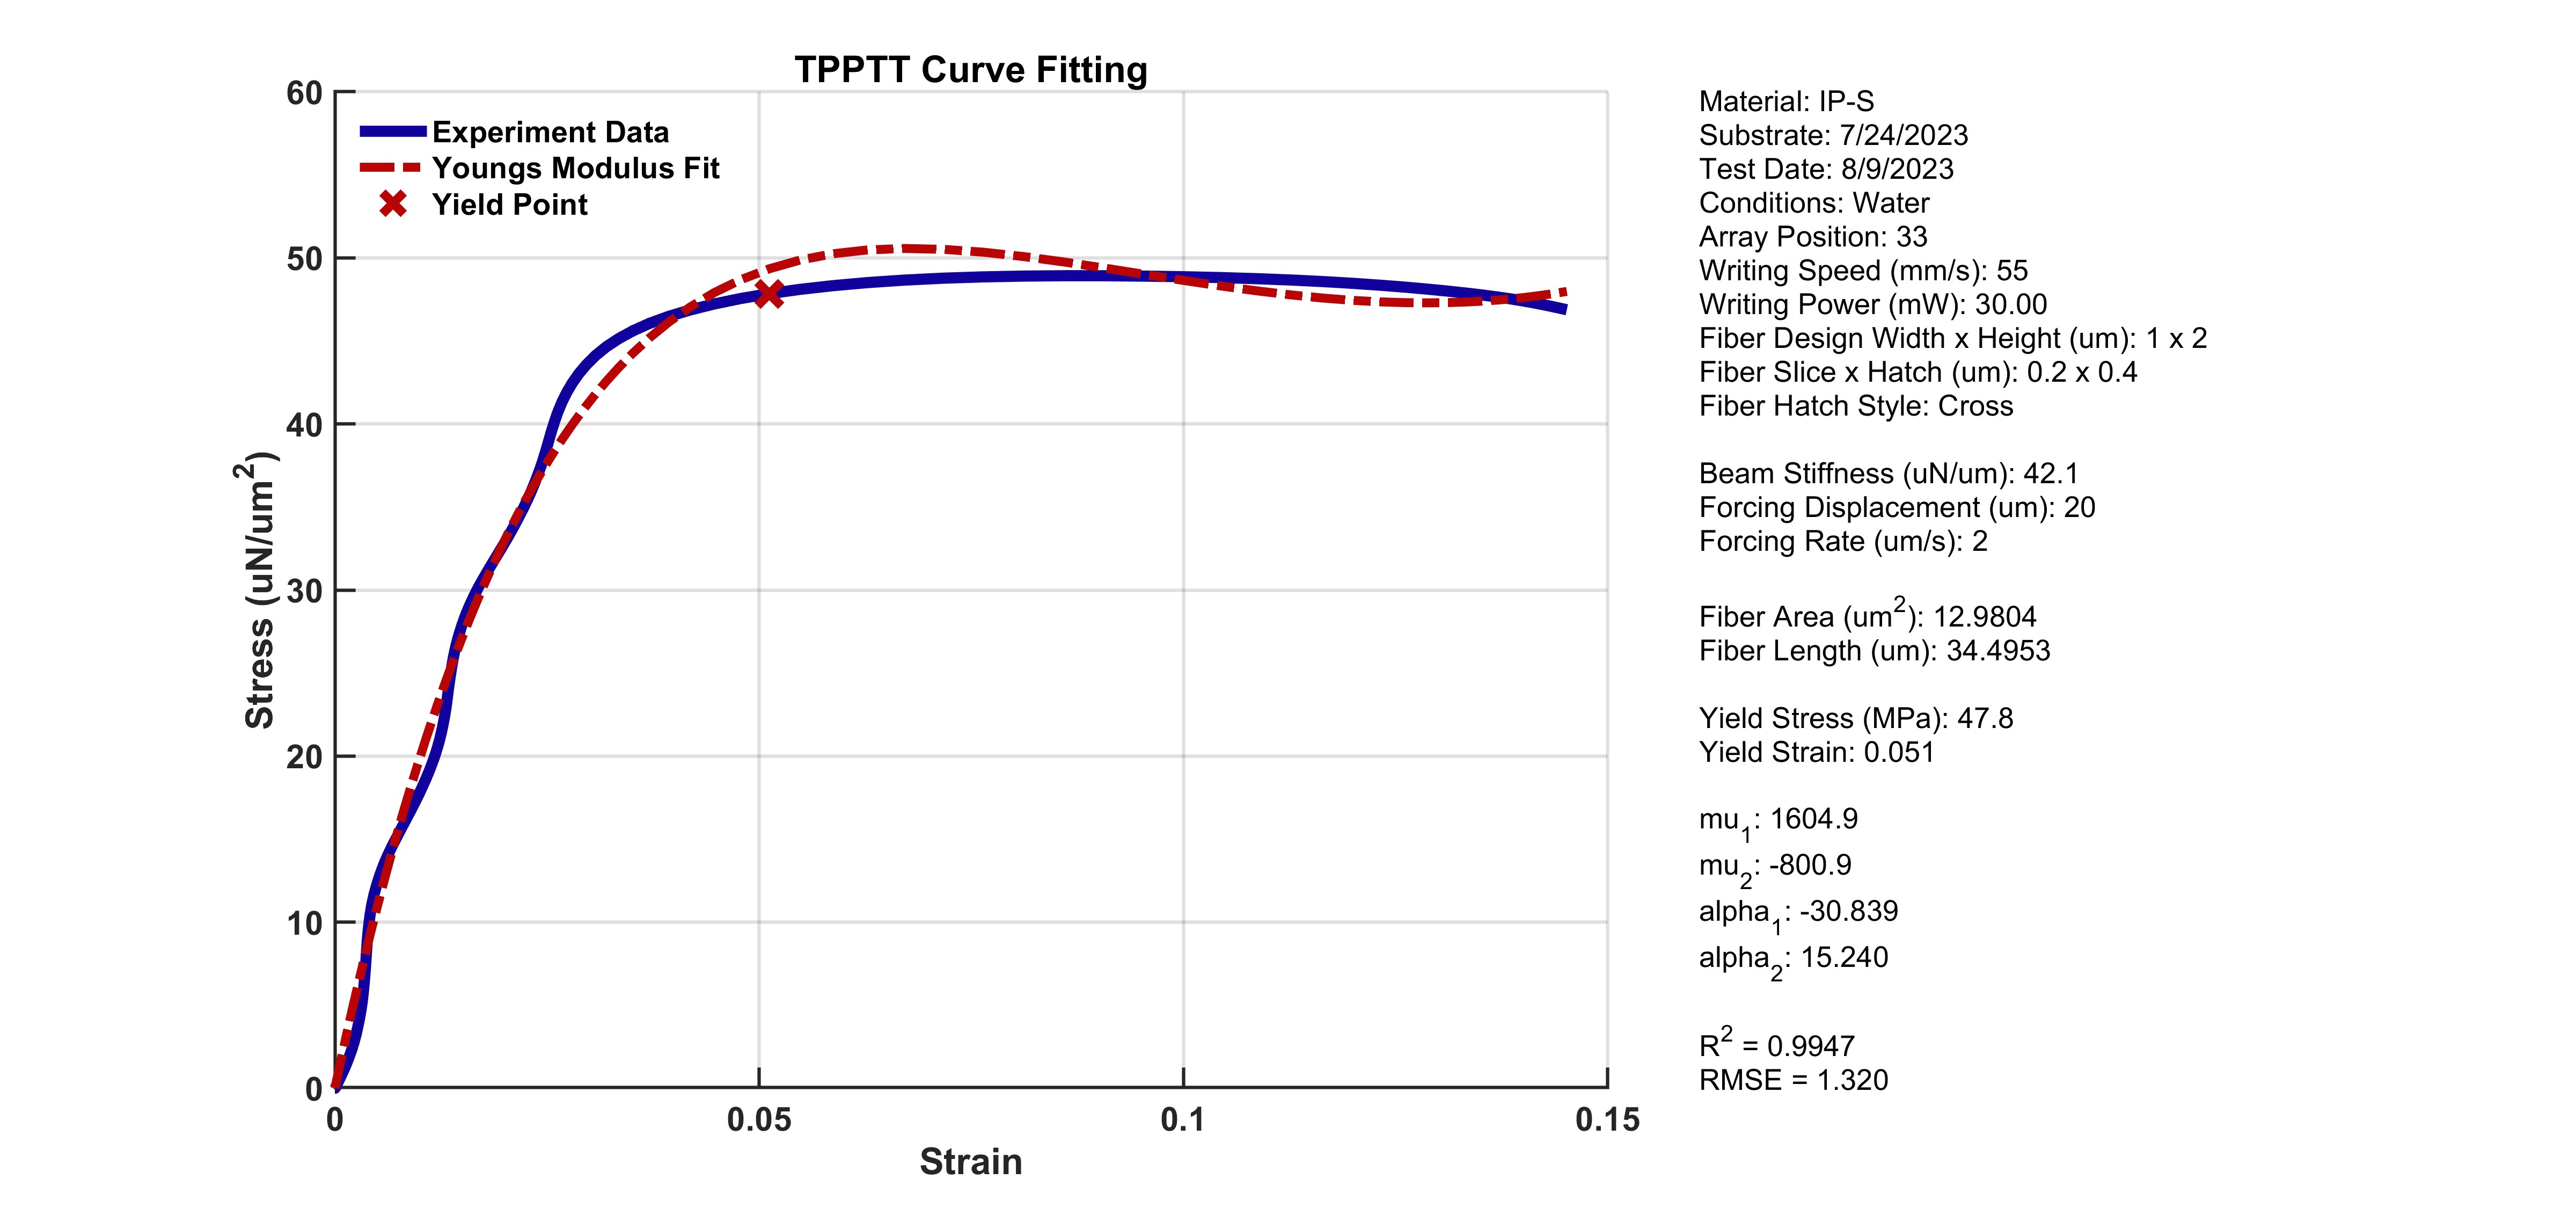 TPPTT Curve Fitting
60
50
40
30
20
10
0
Stress (uN/um²)
Experiment Data
Youngs Modulus Fit
Yield Point
0
0.05
0.1
0.15
Strain
Material: IP-S
Substrate: 7/24/2023
Test Date: 8/9/2023
Conditions: Water
Array Position: 33
Writing Speed (mm/s): 55
Writing Power (mW): 30.00
Fiber Design Width x Height (um): 1 x 2
Fiber Slice x Hatch (um): 0.2 x 0.4
Fiber Hatch Style: Cross
Beam Stiffness (uN/um): 42.1
Forcing Displacement (um): 20
Forcing Rate (um/s): 2
Fiber Area (um²): 12.9804
Fiber Length (um): 34.4953
Yield Stress (MPa): 47.8
Yield Strain: 0.051
mu₁: 1604.9
mu₂: -800.9
alpha₁: -30.839
alpha₂: 15.240
R² = 0.9947
RMSE = 1.320